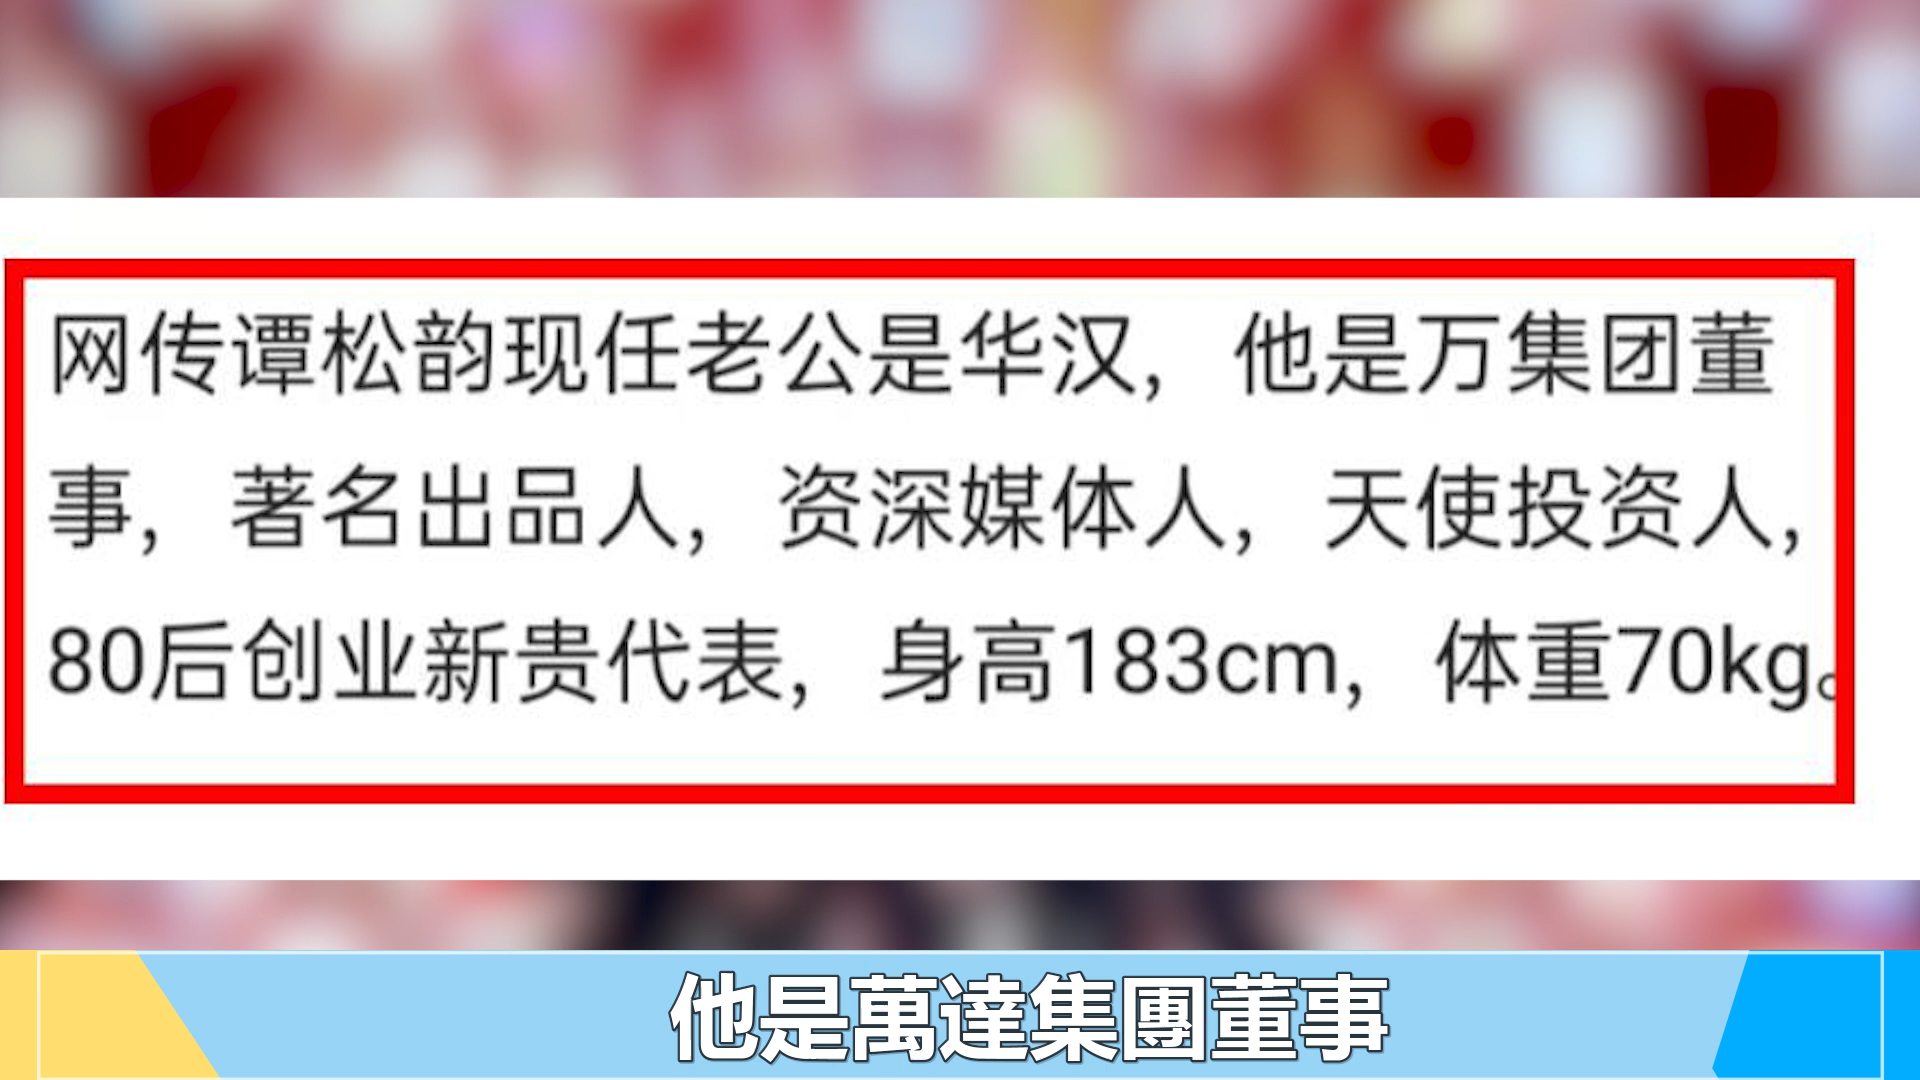 网传谭松韵现任老公是华汉，他是万集团董
事，著名出品人，资深媒体人，天使投资人，
80后创业新贵代表，身高183cm，体重70kg。
他是萬達集團董事